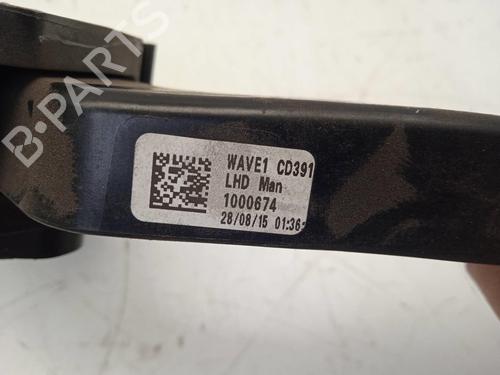 B-PARTS
WAVE1 CD391
LHD Man
1000674
28/08/15 01:36